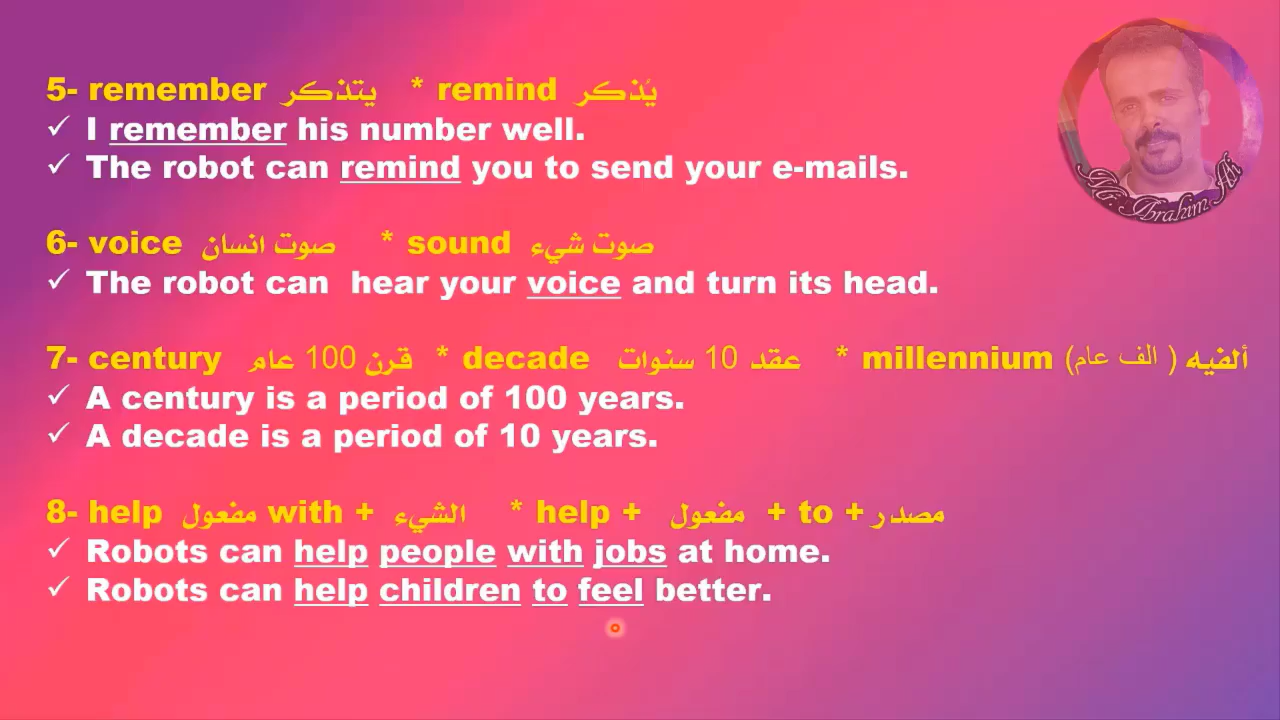 5- remember يتذكر * remind يُذكر
✓ I remember his number well.
✓ The robot can remind you to send your e-mails.
6- voice صوت انسان * sound صوت شيء
✓ The robot can hear your voice and turn its head.
7- century قرن 100 عام * decade عقد 10 سنوات * millennium ألفيه ( الف عام)
✓ A century is a period of 100 years.
✓ A decade is a period of 10 years.
8- help مفعول with + الشيء * help + مفعول + to + مصدر
✓ Robots can help people with jobs at home.
✓ Robots can help children to feel better.
Mr. Ibrahim